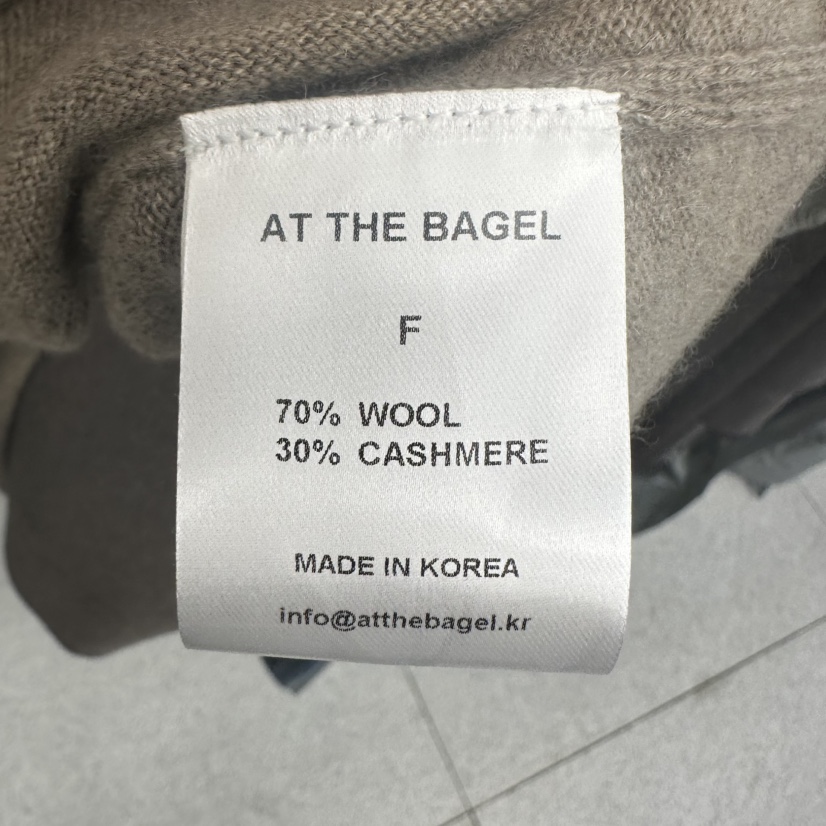 AT THE BAGEL
F
70% WOOL
30% CASHMERE
MADE IN KOREA
info@atthebagel.kr